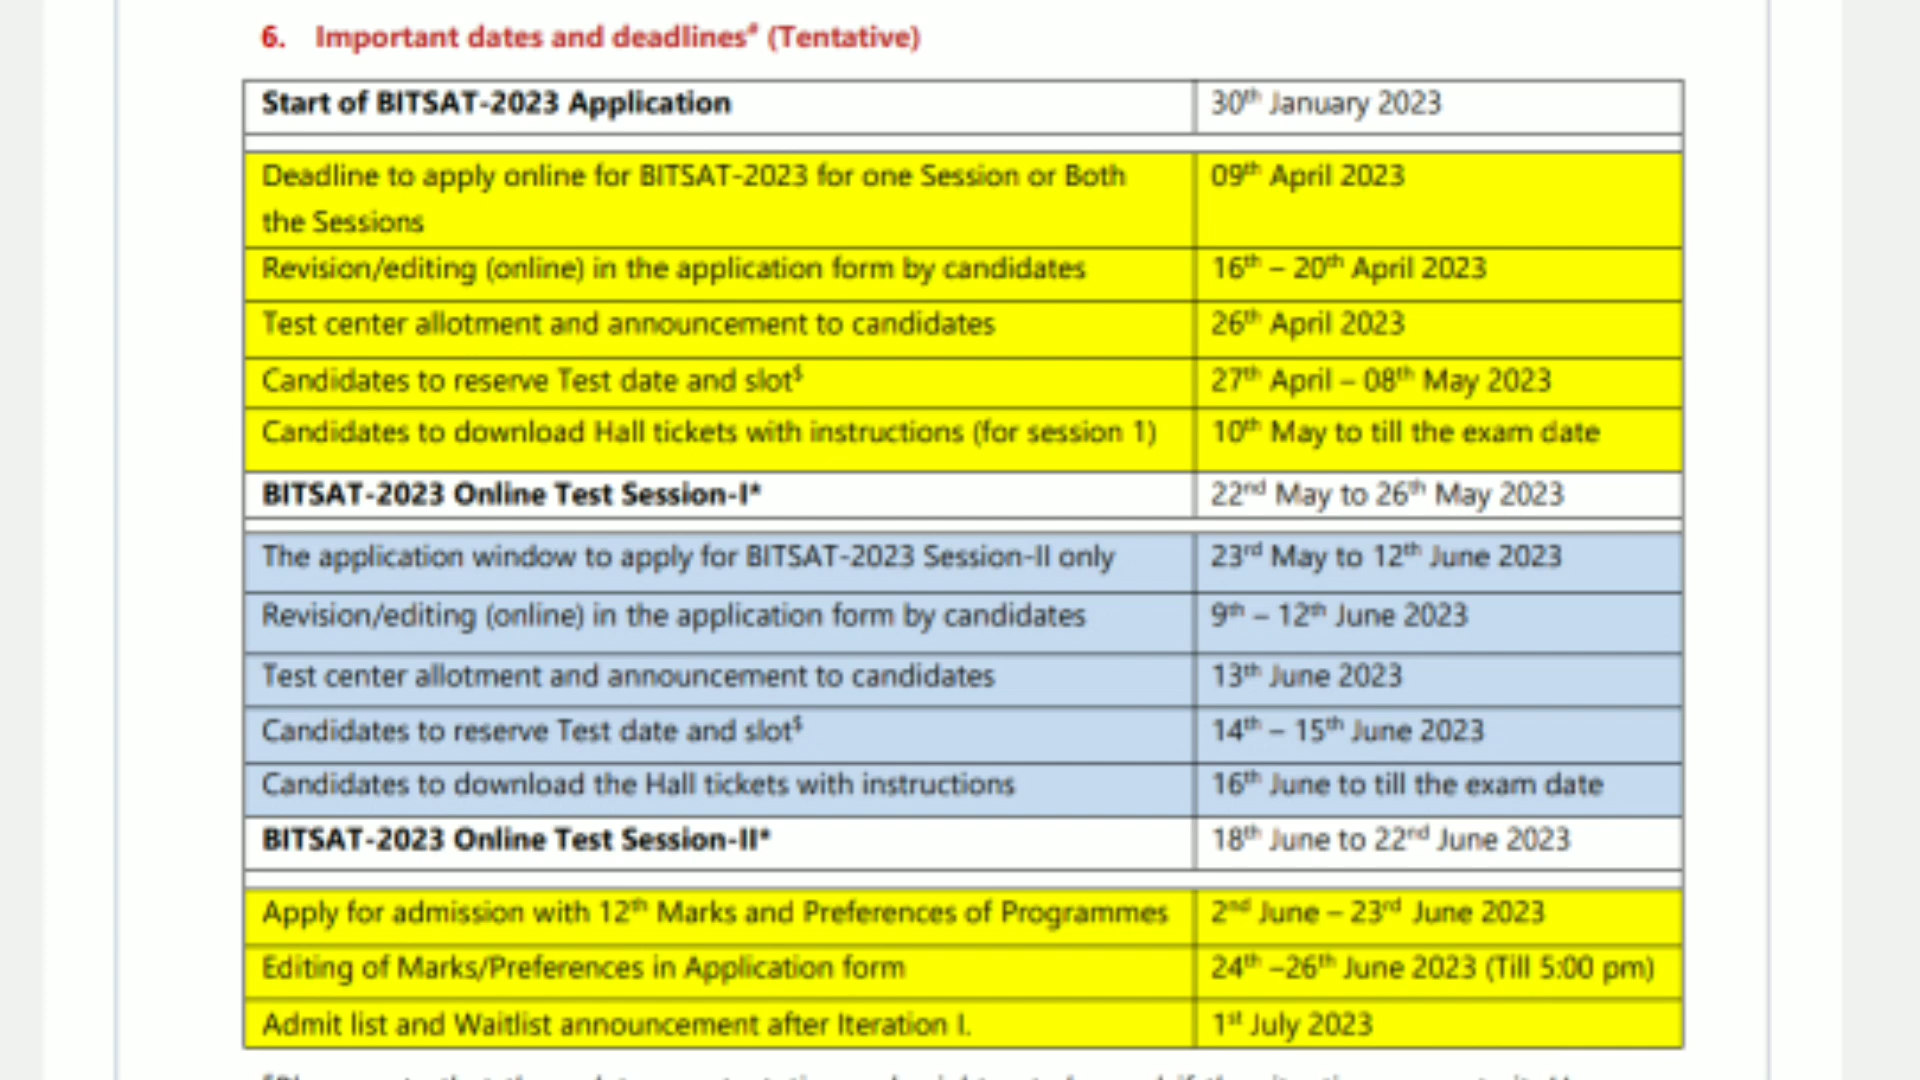 6. Important dates and deadlines# (Tentative)
Start of BITSAT-2023 Application 30th January 2023
Deadline to apply online for BITSAT-2023 for one Session or Both 09th April 2023
the Sessions
Revision/editing (online) in the application form by candidates 16th – 20th April 2023
Test center allotment and announcement to candidates 26th April 2023
Candidates to reserve Test date and slot$ 27th April – 08th May 2023
Candidates to download Hall tickets with instructions (for session 1) 10th May to till the exam date
BITSAT-2023 Online Test Session-I* 22nd May to 26th May 2023
The application window to apply for BITSAT-2023 Session-II only 23rd May to 12th June 2023
Revision/editing (online) in the application form by candidates 9th – 12th June 2023
Test center allotment and announcement to candidates 13th June 2023
Candidates to reserve Test date and slot$ 14th – 15th June 2023
Candidates to download the Hall tickets with instructions 16th June to till the exam date
BITSAT-2023 Online Test Session-II* 18th June to 22nd June 2023
Apply for admission with 12th Marks and Preferences of Programmes 2nd June – 23rd June 2023
Editing of Marks/Preferences in Application form 24th –26th June 2023 (Till 5:00 pm)
Admit list and Waitlist announcement after Iteration I. 1st July 2023